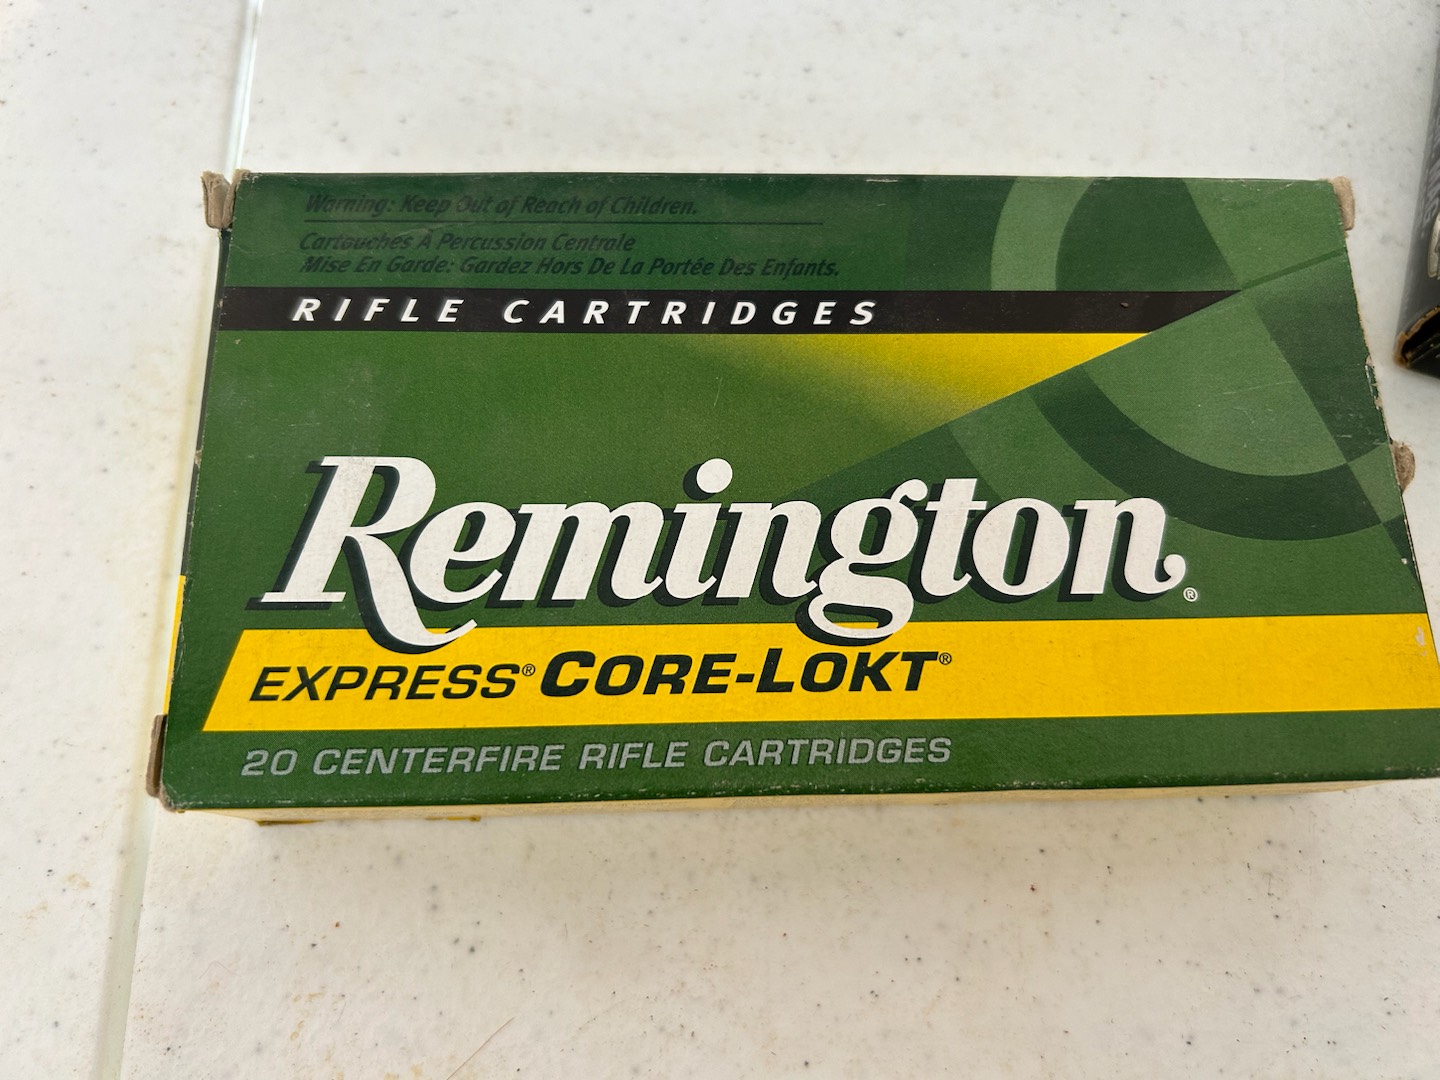 Warning: Keep Out of Reach of Children.
Cartouches À Percussion Centrale
Mise En Garde: Gardez Hors De La Portée Des Enfants.
RIFLE CARTRIDGES
Remington®
EXPRESS® CORE-LOKT®
20 CENTERFIRE RIFLE CARTRIDGES